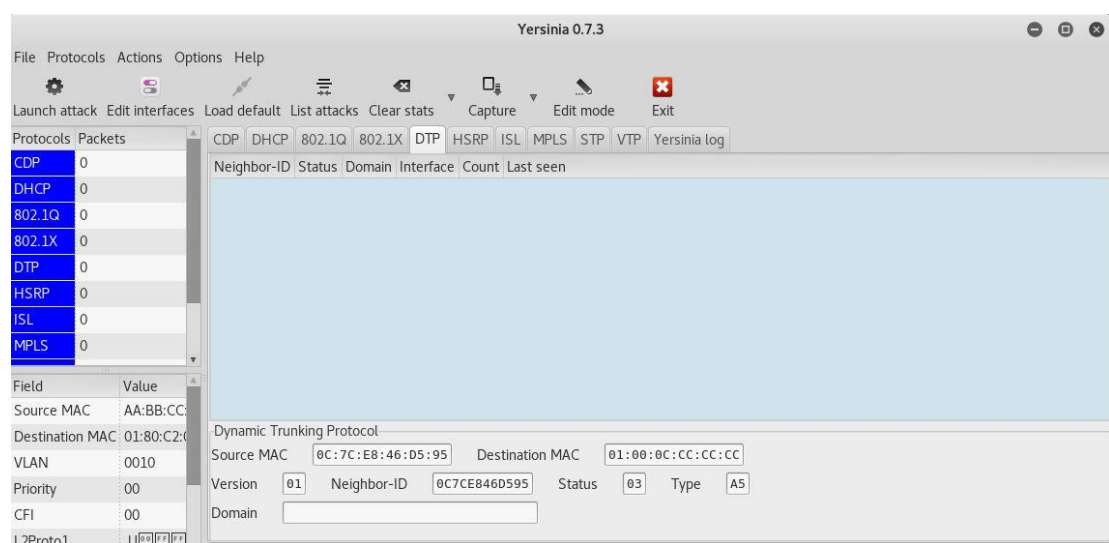 Yersinia 0.7.3
File Protocols Actions Options Help
Launch attack Edit interfaces Load default List attacks Clear stats Capture Edit mode Exit
Protocols Packets
CDP 0
DHCP 0
802.1Q 0
802.1X 0
DTP 0
HSRP 0
ISL 0
MPLS 0
Field Value
Source MAC AA:BB:CC:
Destination MAC 01:80:C2:0
VLAN 0010
Priority 00
CFI 00
L2Proto1
CDP DHCP 802.1Q 802.1X DTP HSRP ISL MPLS STP VTP Yersinia log
Neighbor-ID Status Domain Interface Count Last seen
Dynamic Trunking Protocol
Source MAC 0C:7C:E8:46:D5:95 Destination MAC 01:00:0C:CC:CC:CC
Version 01 Neighbor-ID 0C7CE846D595 Status 03 Type A5
Domain